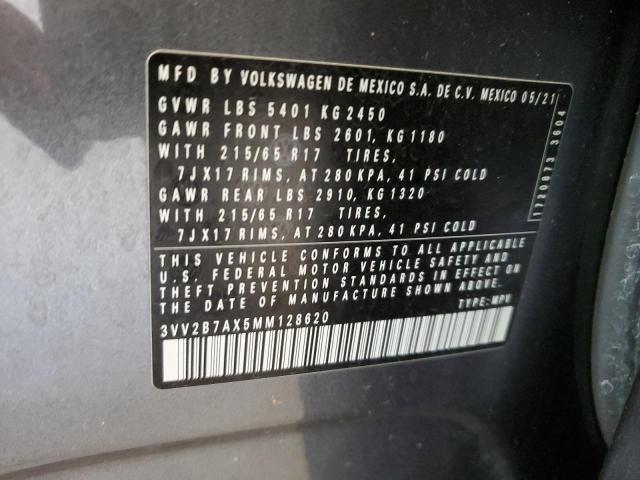 MFD BY VOLKSWAGEN DE MEXICO S.A. DE C.V. MEXICO 05/21
GVWR LBS 5401 KG 2450
GAWR FRONT LBS 2601, KG 1180
WITH 215/65 R17 TIRES,
7JX17 RIMS, AT 280 KPA, 41 PSI COLD
GAWR REAR LBS 2910, KG 1320
WITH 215/65 R17 TIRES,
7JX17 RIMS, AT 280 KPA, 41 PSI COLD
THIS VEHICLE CONFORMS TO ALL APPLICABLE
U.S. FEDERAL MOTOR VEHICLE SAFETY AND
THEFT PREVENTION STANDARDS IN EFFECT ON
THE DATE OF MANUFACTURE SHOWN ABOVE.
3VV2B7AX5MM128620 TYPE: MPV
1720973 3604